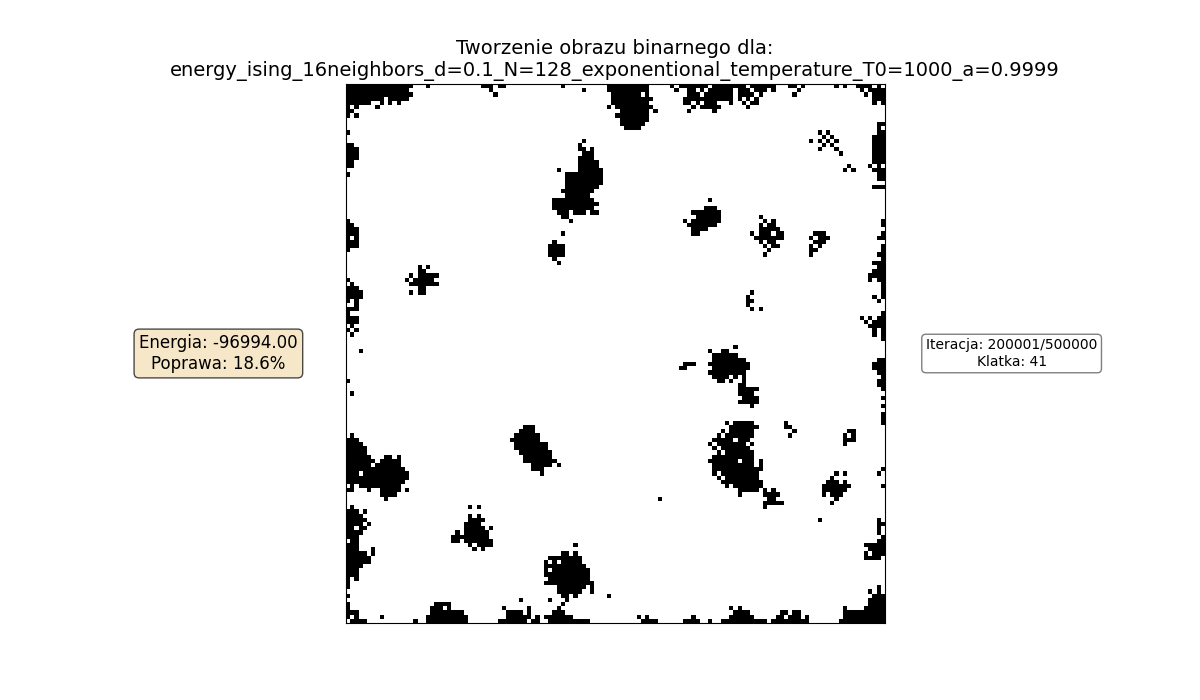 Tworzenie obrazu binarnego dla:
energy_ising_16neighbors_d=0.1_N=128_exponentional_temperature_T0=1000_a=0.9999
Energia: -96994.00
Poprawa: 18.6%
Iteracja: 200001/500000
Klatka: 41